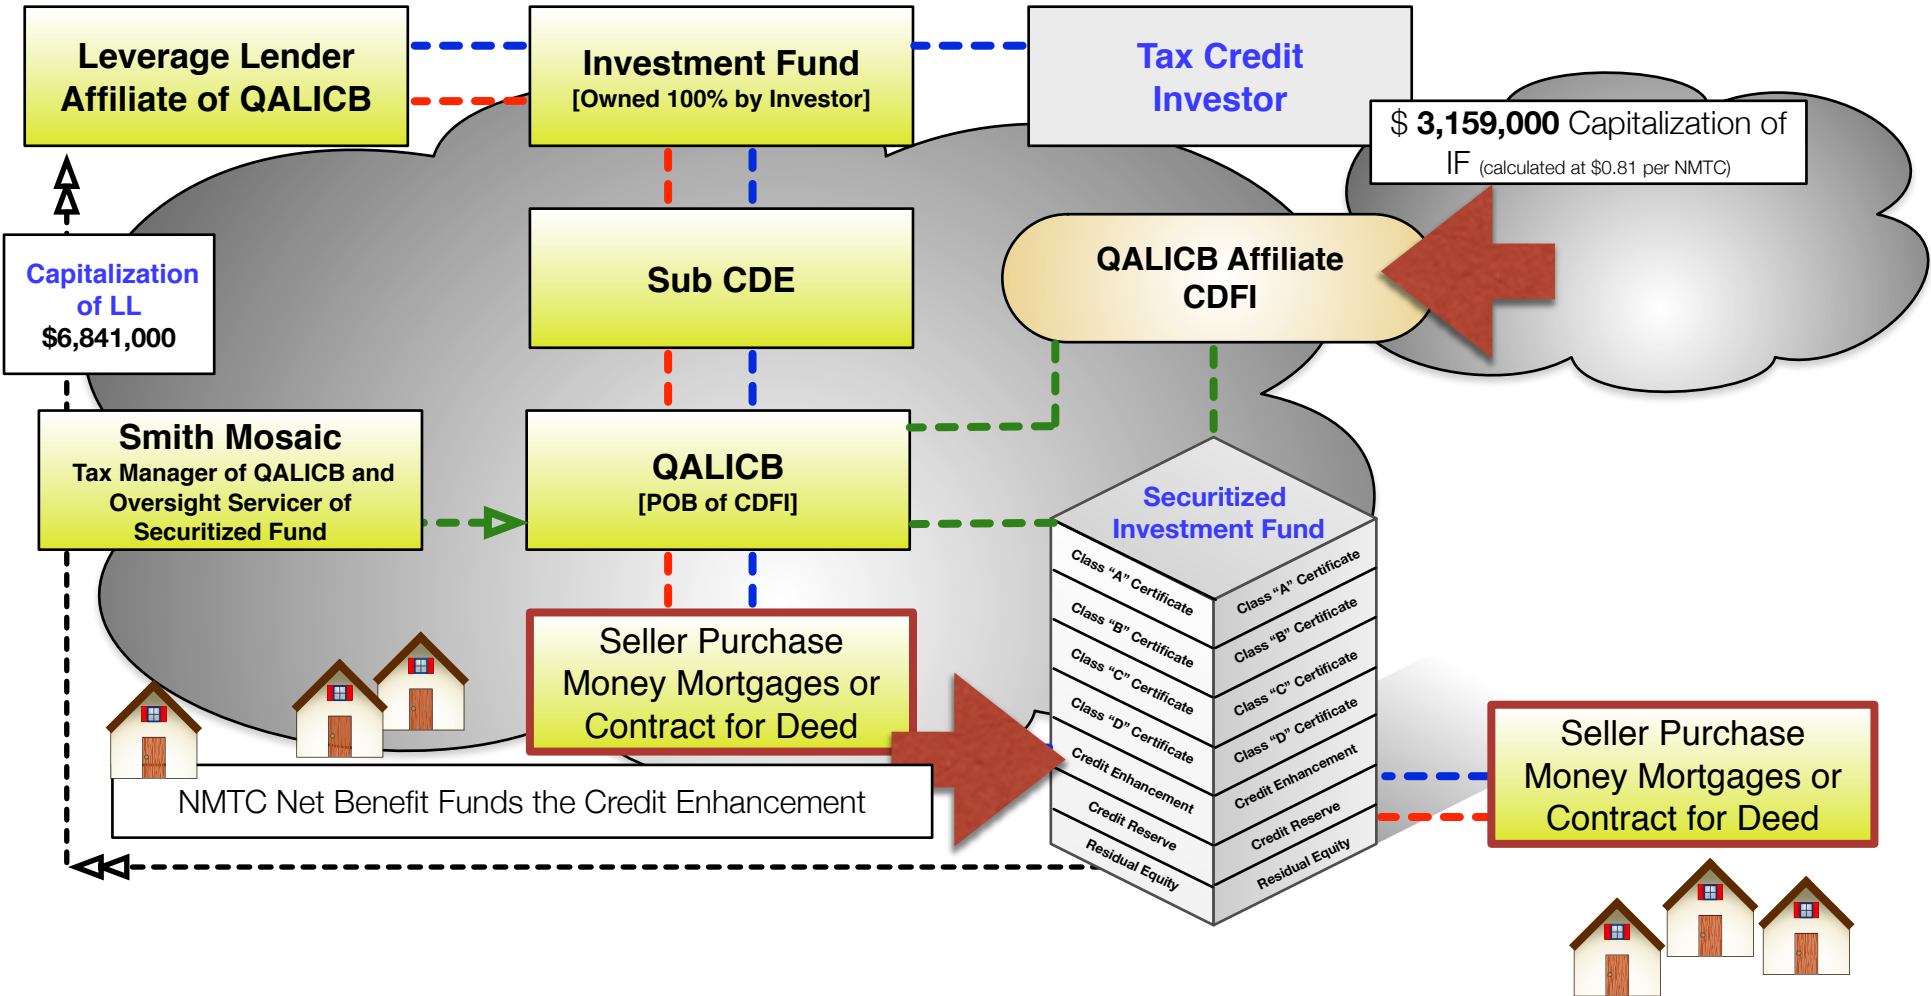 Leverage Lender
Affiliate of QALICB
Investment Fund
[Owned 100% by Investor]
Tax Credit
Investor
$ 3,159,000 Capitalization of
IF (calculated at $0.81 per NMTC)
Capitalization
of LL
$6,841,000
Sub CDE
QALICB Affiliate
CDFI
Smith Mosaic
Tax Manager of QALICB and
Oversight Servicer of
Securitized Fund
QALICB
[POB of CDFI]
Securitized
Investment Fund
Class “A” Certificate
Class “B” Certificate
Class “C” Certificate
Class “D” Certificate
Credit Enhancement
Credit Reserve
Residual Equity
Class “A” Certificate
Class “B” Certificate
Class “C” Certificate
Class “D” Certificate
Credit Enhancement
Credit Reserve
Residual Equity
Seller Purchase
Money Mortgages or
Contract for Deed
NMTC Net Benefit Funds the Credit Enhancement
Seller Purchase
Money Mortgages or
Contract for Deed